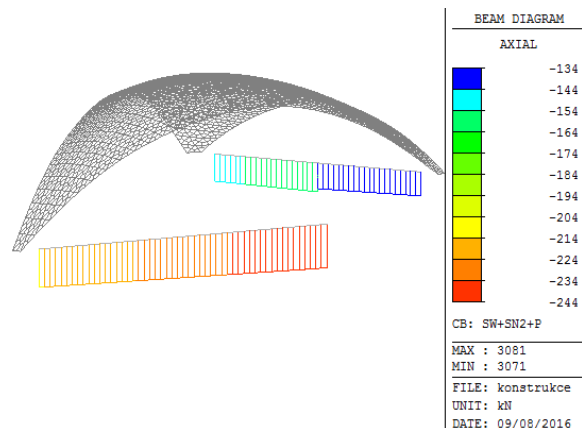 BEAM DIAGRAM
AXIAL
-134
-144
-154
-164
-174
-184
-194
-204
-214
-224
-234
-244
CB: SW+SN2+P
MAX : 3081
MIN : 3071
FILE: konstrukce
UNIT: kN
DATE: 09/08/2016